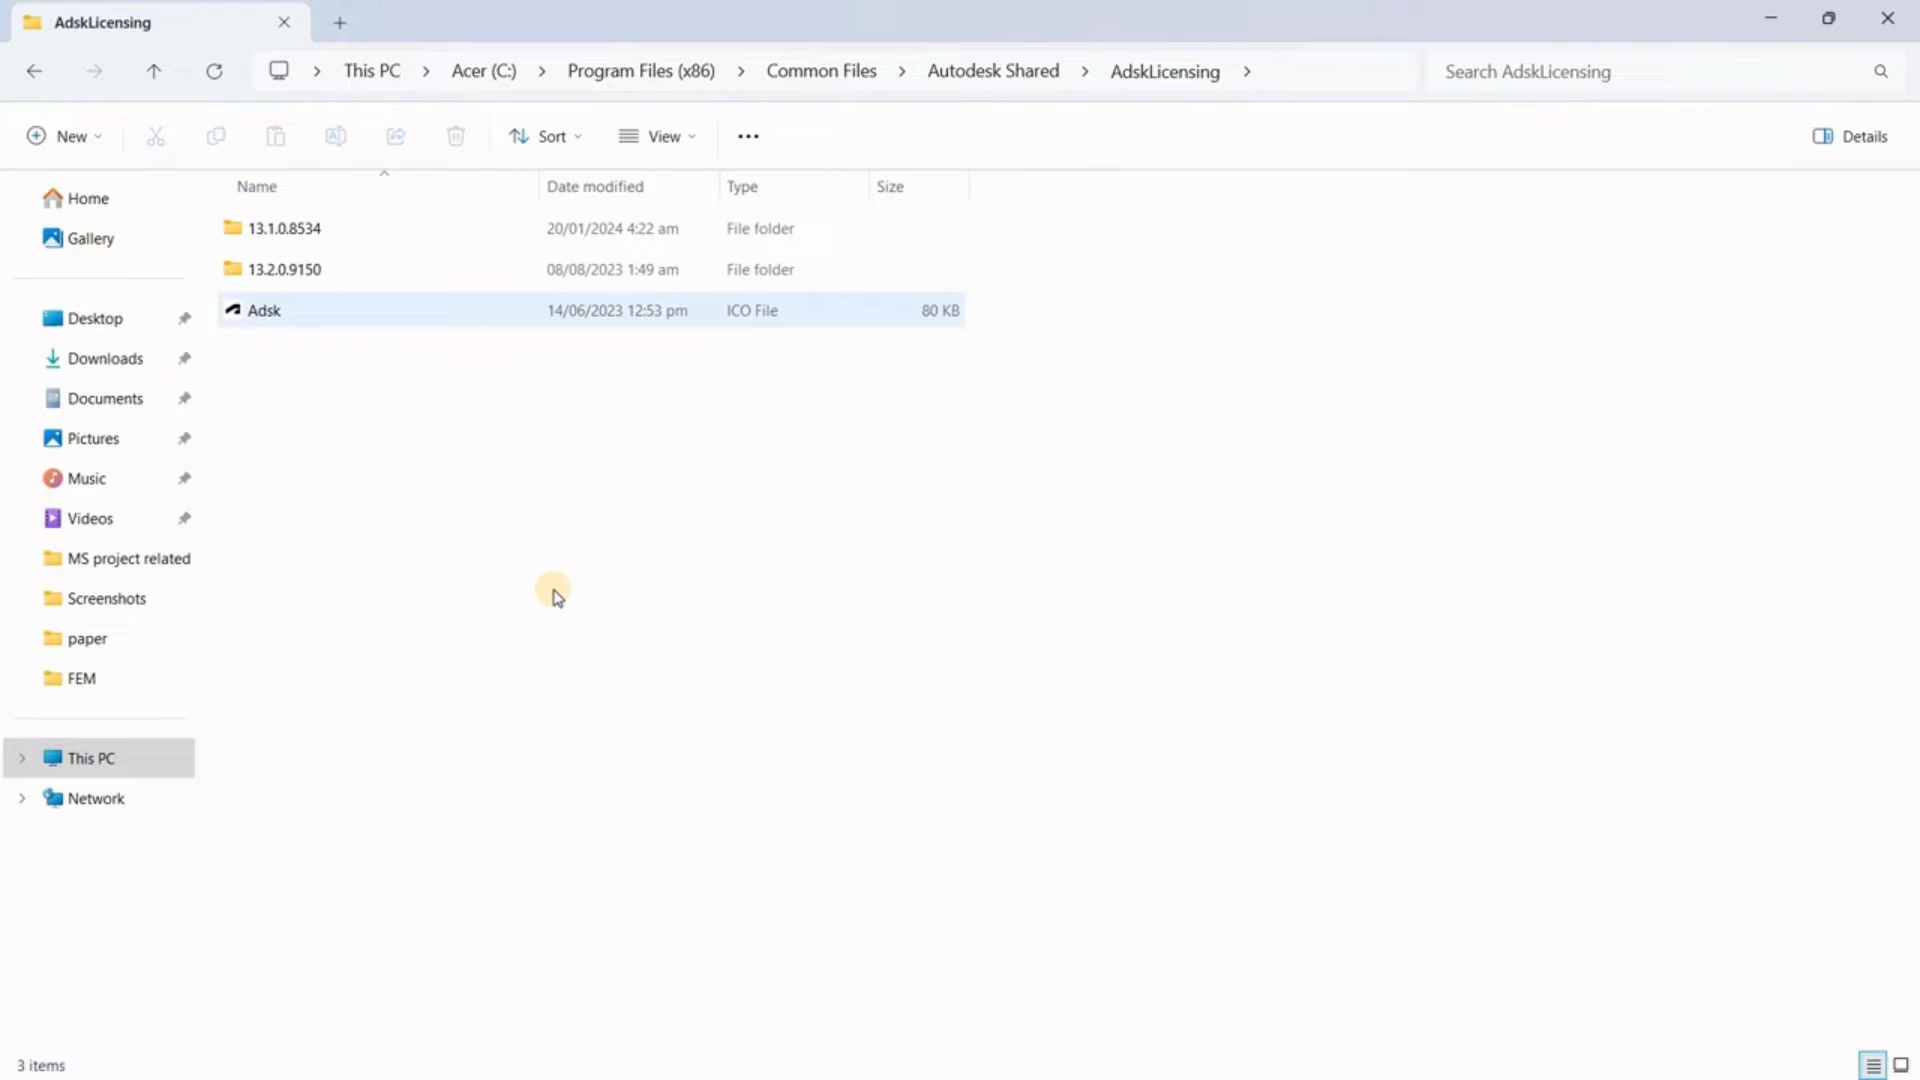 AdskLicensing
This PC > Acer (C:) > Program Files (x86) > Common Files > Autodesk Shared > AdskLicensing >
Search AdskLicensing
New
Sort
View
Details
Name Date modified Type Size
13.1.0.8534 20/01/2024 4:22 am File folder
13.2.0.9150 08/08/2023 1:49 am File folder
Adsk 14/06/2023 12:53 pm ICO File 80 KB
Home
Gallery
Desktop
Downloads
Documents
Pictures
Music
Videos
MS project related
Screenshots
paper
FEM
This PC
Network
3 items